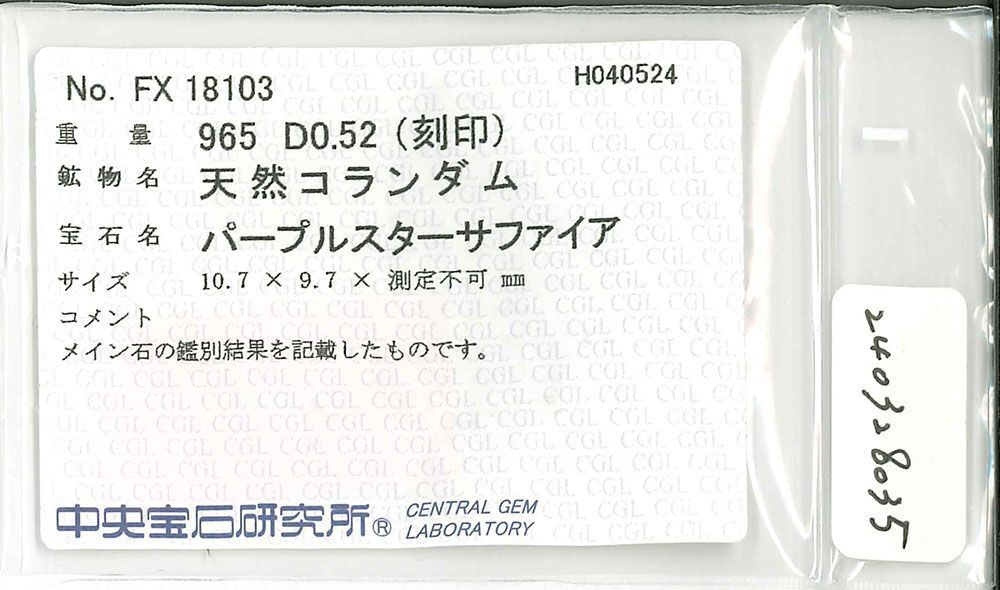 No. FX 18103
H040524
重量 965 D0.52 (刻印)
鉱物名 天然コランダム
宝石名 パープルスターサファイア
サイズ 10.7 × 9.7 × 測定不可 mm
コメント
メイン石の鑑別結果を記載したものです。
中央宝石研究所® CENTRAL GEM
LABORATORY
240328035